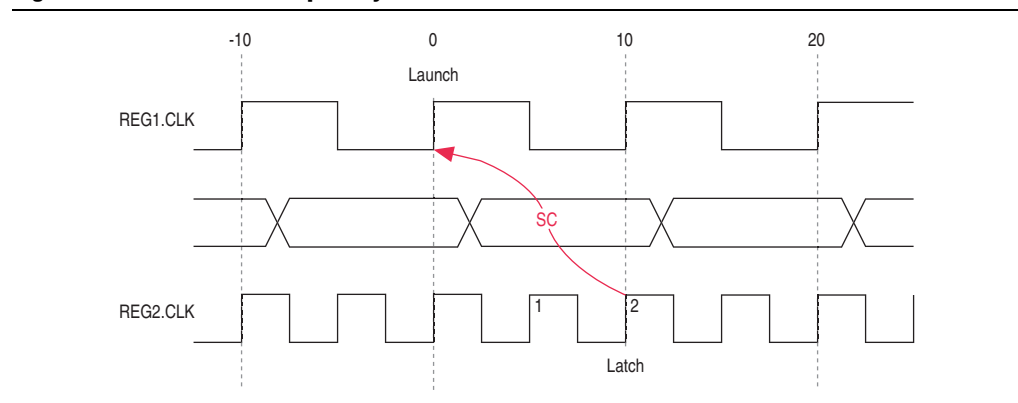 -10 0 10 20
Launch
REG1.CLK
SC
REG2.CLK
1 2
Latch